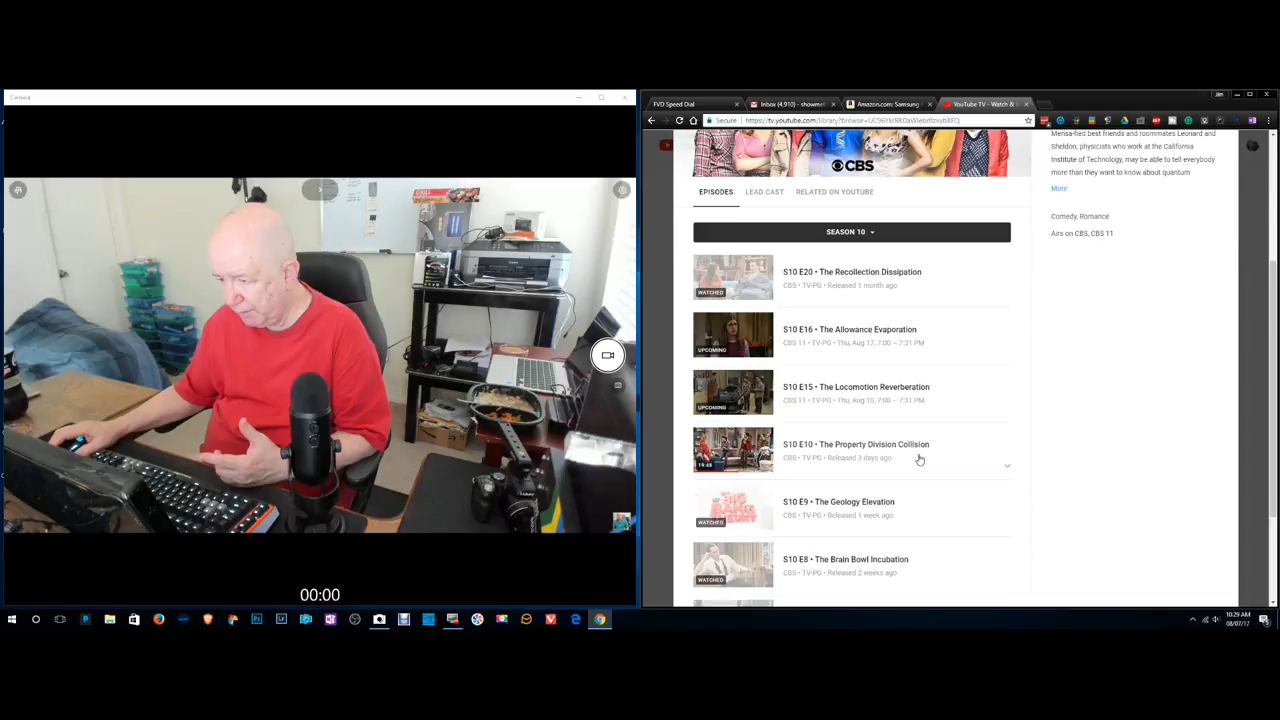 Camera
00:00
Jim
FVD Speed Dial
Inbox (4,910) - showme
Amazon.com: Samsung
YouTube TV - Watch &
Secure
https://tv.youtube.com/library?browse=
CBS
Mensa-fied best friends and roommates Leonard and
Sheldon, physicists who work at the California
Institute of Technology, may be able to tell everybody
more than they want to know about quantum
More
Comedy, Romance
Airs on CBS, CBS 11
EPISODES
LEAD CAST
RELATED ON YOUTUBE
SEASON 10
S10 E20 • The Recollection Dissipation
CBS • TV-PG • Released 1 month ago
WATCHED
S10 E16 • The Allowance Evaporation
CBS 11 • TV-PG • Thu, Aug 17, 7:00 – 7:31 PM
UPCOMING
S10 E15 • The Locomotion Reverberation
CBS 11 • TV-PG • Thu, Aug 10, 7:00 – 7:31 PM
UPCOMING
S10 E10 • The Property Division Collision
CBS • TV-PG • Released 3 days ago
19:48
S10 E9 • The Geology Elevation
CBS • TV-PG • Released 1 week ago
WATCHED
S10 E8 • The Brain Bowl Incubation
CBS • TV-PG • Released 2 weeks ago
WATCHED
10:29 AM
08/07/17